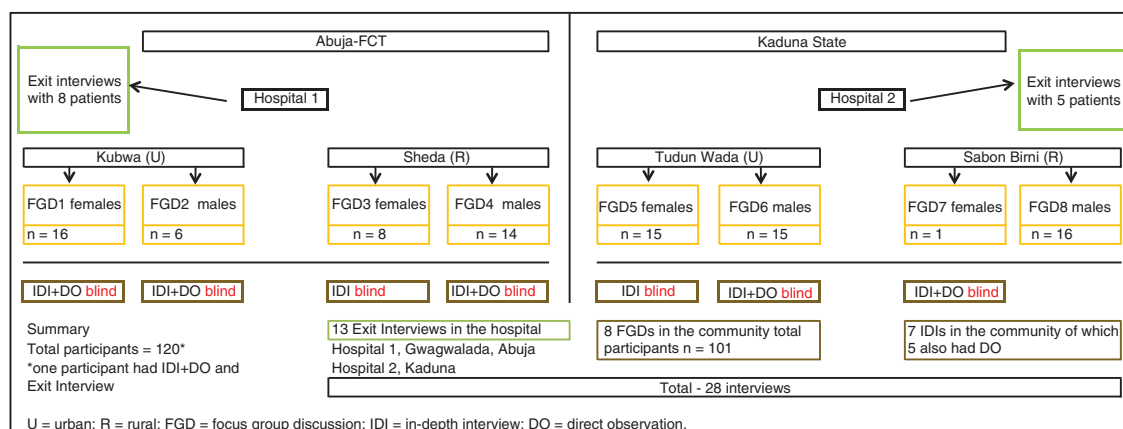 Abuja-FCT
Kaduna State
Exit interviews
with 8 patients
Hospital 1
Hospital 2
Exit interviews
with 5 patients
Kubwa (U)
Sheda (R)
Tudun Wada (U)
Sabon Birni (R)
FGD1 females
n = 16
FGD2 males
n = 6
FGD3 females
n = 8
FGD4 males
n = 14
FGD5 females
n = 15
FGD6 males
n = 15
FGD7 females
n = 1
FGD8 males
n = 16
IDI+DO blind
IDI+DO blind
IDI blind
IDI+DO blind
IDI blind
IDI+DO blind
IDI+DO blind
Summary
Total participants = 120*
*one participant had IDI+DO and
Exit Interview
13 Exit Interviews in the hospital
Hospital 1, Gwagwalada, Abuja
Hospital 2, Kaduna
8 FGDs in the community total
participants n = 101
7 IDIs in the community of which
5 also had DO
Total - 28 interviews
U = urban; R = rural; FGD = focus group discussion; IDI = in-depth interview; DO = direct observation.